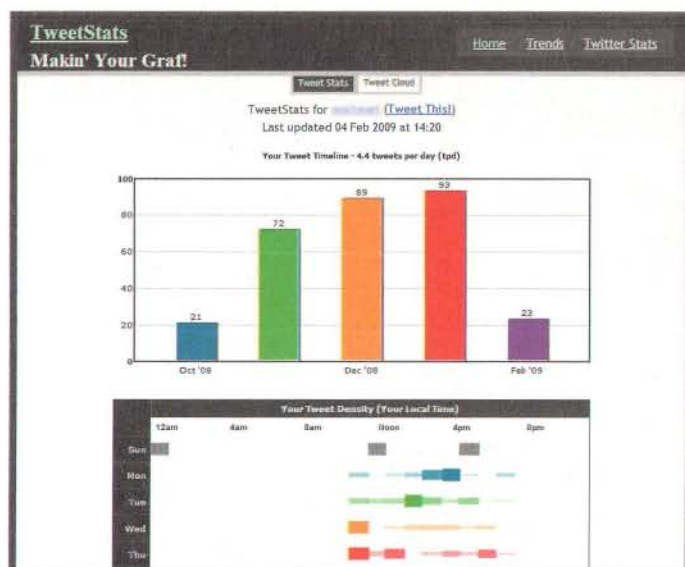 TweetStats
Makin' Your Graf!
Home Trends Twitter Stats
Tweet Stats Tweet Cloud
TweetStats for (Tweet This!)
Last updated 04 Feb 2009 at 14:20
Your Tweet Timeline - 4.4 tweets per day (tpd)
100
80
60
40
20
0
21
72
89
93
23
Oct '08 Dec '08 Feb '09
Your Tweet Density (Your Local Time)
12am 4am 8am Noon 4pm 8pm
Sun
Mon
Tue
Wed
Thu